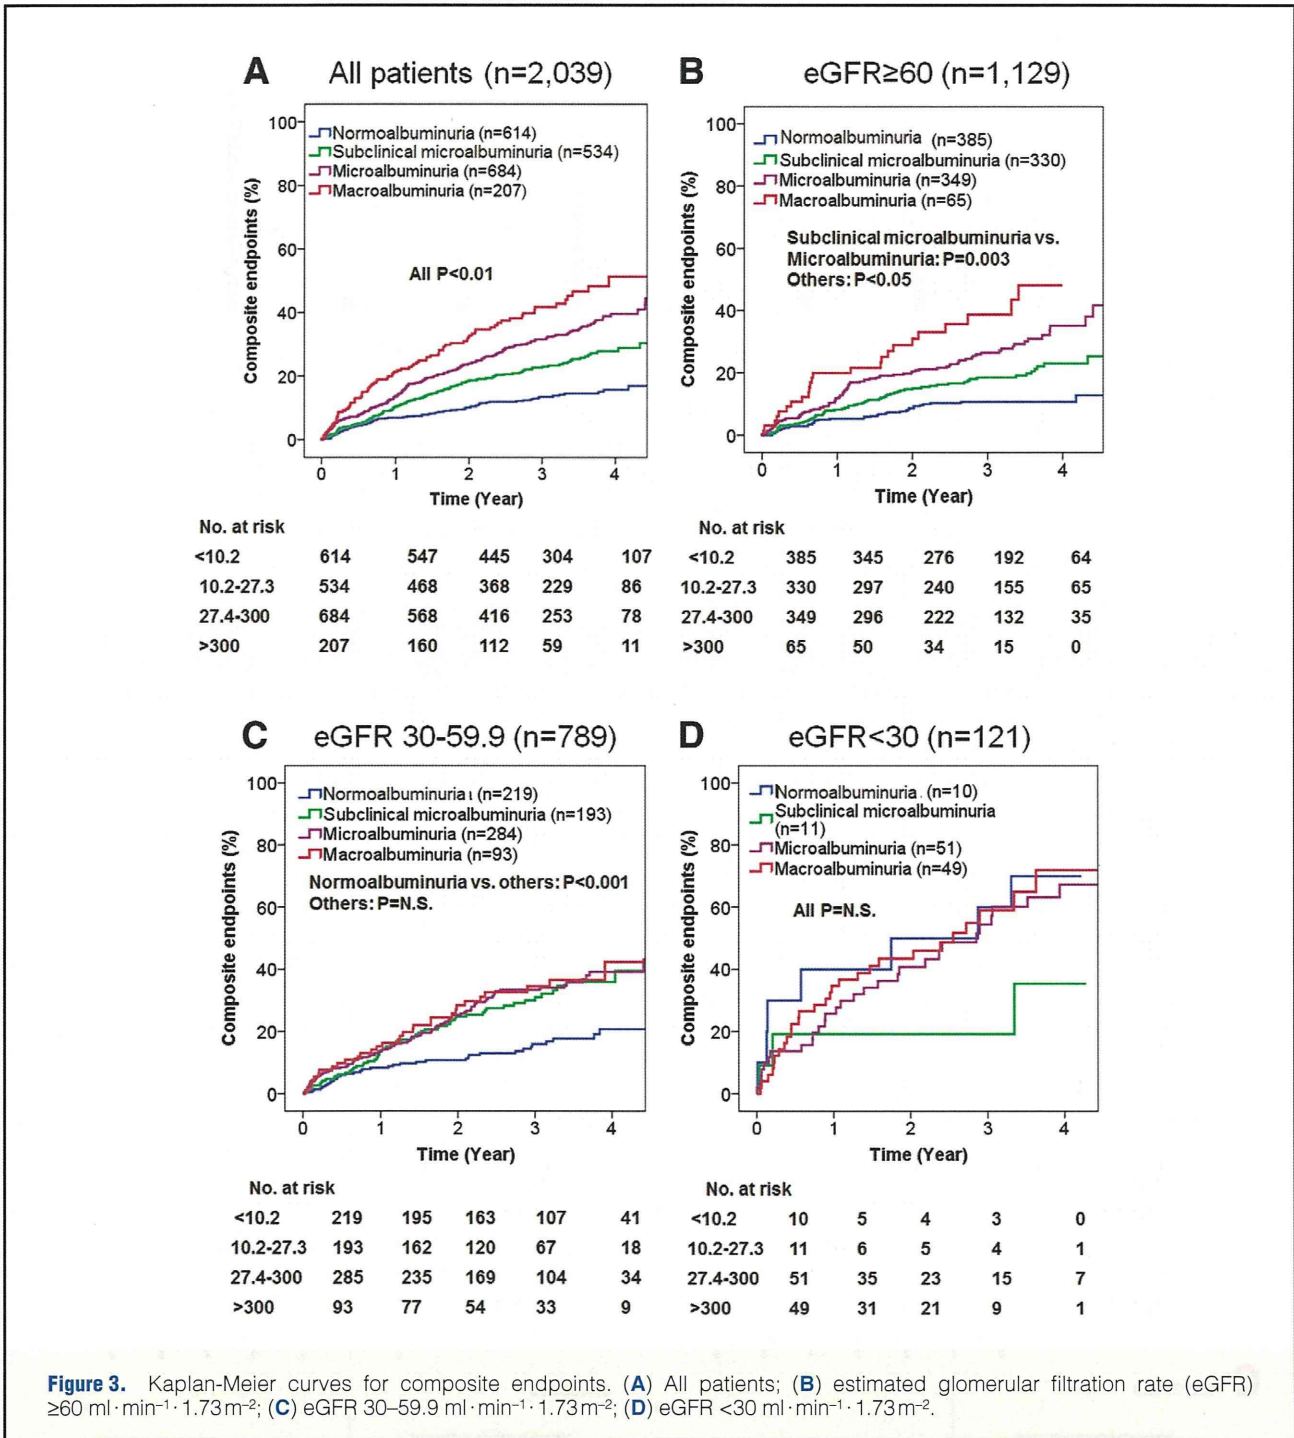 A All patients (n=2,039)
Composite endpoints (%)
100
80
60
40
20
0
Normoalbuminuria (n=614)
Subclinical microalbuminuria (n=534)
Microalbuminuria (n=684)
Macroalbuminuria (n=207)
All P<0.01
0 1 2 3 4
Time (Year)
No. at risk
<10.2 614 547 445 304 107
10.2-27.3 534 468 368 229 86
27.4-300 684 568 416 253 78
>300 207 160 112 59 11
B eGFR≥60 (n=1,129)
Composite endpoints (%)
100
80
60
40
20
0
Normoalbuminuria (n=385)
Subclinical microalbuminuria (n=330)
Microalbuminuria (n=349)
Macroalbuminuria (n=65)
Subclinical microalbuminuria vs.
Microalbuminuria: P=0.003
Others: P<0.05
0 1 2 3 4
Time (Year)
No. at risk
<10.2 385 345 276 192 64
10.2-27.3 330 297 240 155 65
27.4-300 349 296 222 132 35
>300 65 50 34 15 0
C eGFR 30-59.9 (n=789)
Composite endpoints (%)
100
80
60
40
20
0
Normoalbuminuria (n=219)
Subclinical microalbuminuria (n=193)
Microalbuminuria (n=284)
Macroalbuminuria (n=93)
Normoalbuminuria vs. others: P<0.001
Others: P=N.S.
0 1 2 3 4
Time (Year)
No. at risk
<10.2 219 195 163 107 41
10.2-27.3 193 162 120 67 18
27.4-300 285 235 169 104 34
>300 93 77 54 33 9
D eGFR<30 (n=121)
Composite endpoints (%)
100
80
60
40
20
0
Normoalbuminuria. (n=10)
Subclinical microalbuminuria
(n=11)
Microalbuminuria (n=51)
Macroalbuminuria (n=49)
All P=N.S.
0 1 2 3 4
Time (Year)
No. at risk
<10.2 10 5 4 3 0
10.2-27.3 11 6 5 4 1
27.4-300 51 35 23 15 7
>300 49 31 21 9 1
Figure 3. Kaplan-Meier curves for composite endpoints. (A) All patients; (B) estimated glomerular filtration rate (eGFR)
≥60 ml·min⁻¹·1.73 m⁻²; (C) eGFR 30–59.9 ml·min⁻¹·1.73 m⁻²; (D) eGFR <30 ml·min⁻¹·1.73 m⁻².